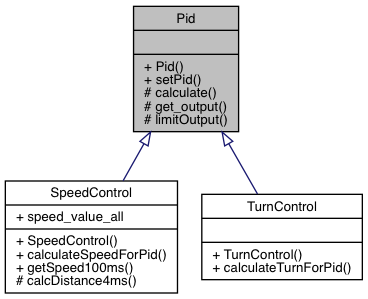 Pid
+ Pid()
+ setPid()
# calculate()
# get_output()
# limitOutput()
SpeedControl
+ speed_value_all
+ SpeedControl()
+ calculateSpeedForPid()
+ getSpeed100ms()
# calcDistance4ms()
TurnControl
+ TurnControl()
+ calculateTurnForPid()